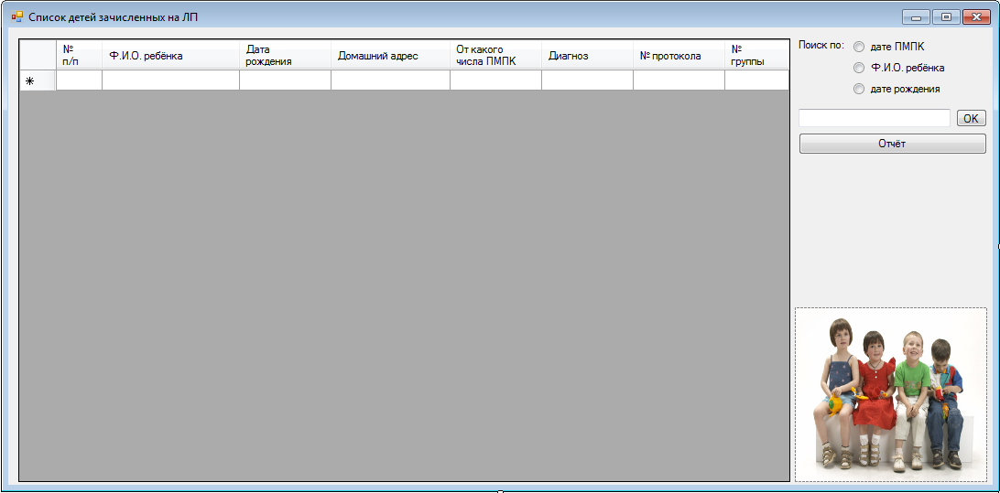 Список детей зачисленных на ЛП
№ п/п
Ф.И.О. ребёнка
Дата рождения
Домашний адрес
От какого числа ПМПК
Диагноз
№ протокола
№ группы
Поиск по:
дате ПМПК
Ф.И.О. ребёнка
дате рождения
OK
Отчёт